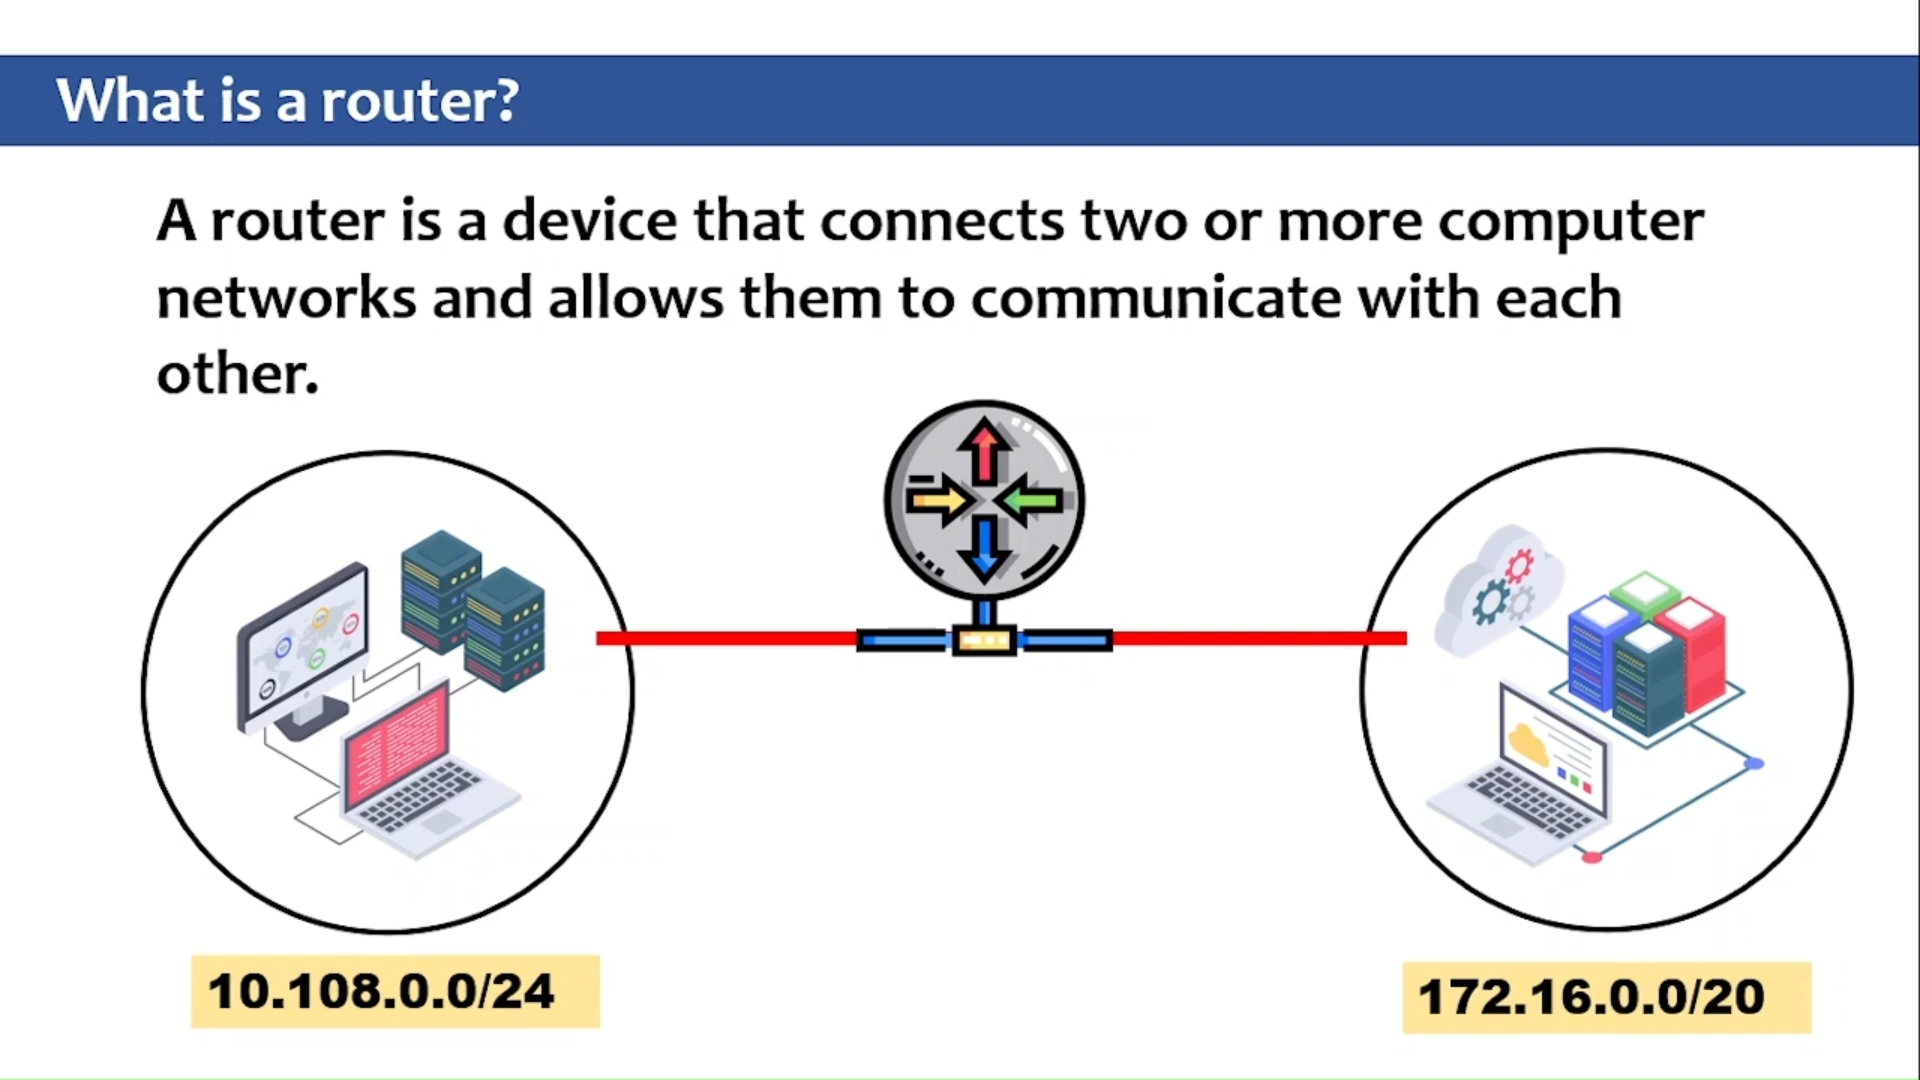 What is a router?
A router is a device that connects two or more computer
networks and allows them to communicate with each
other.
10.108.0.0/24
172.16.0.0/20